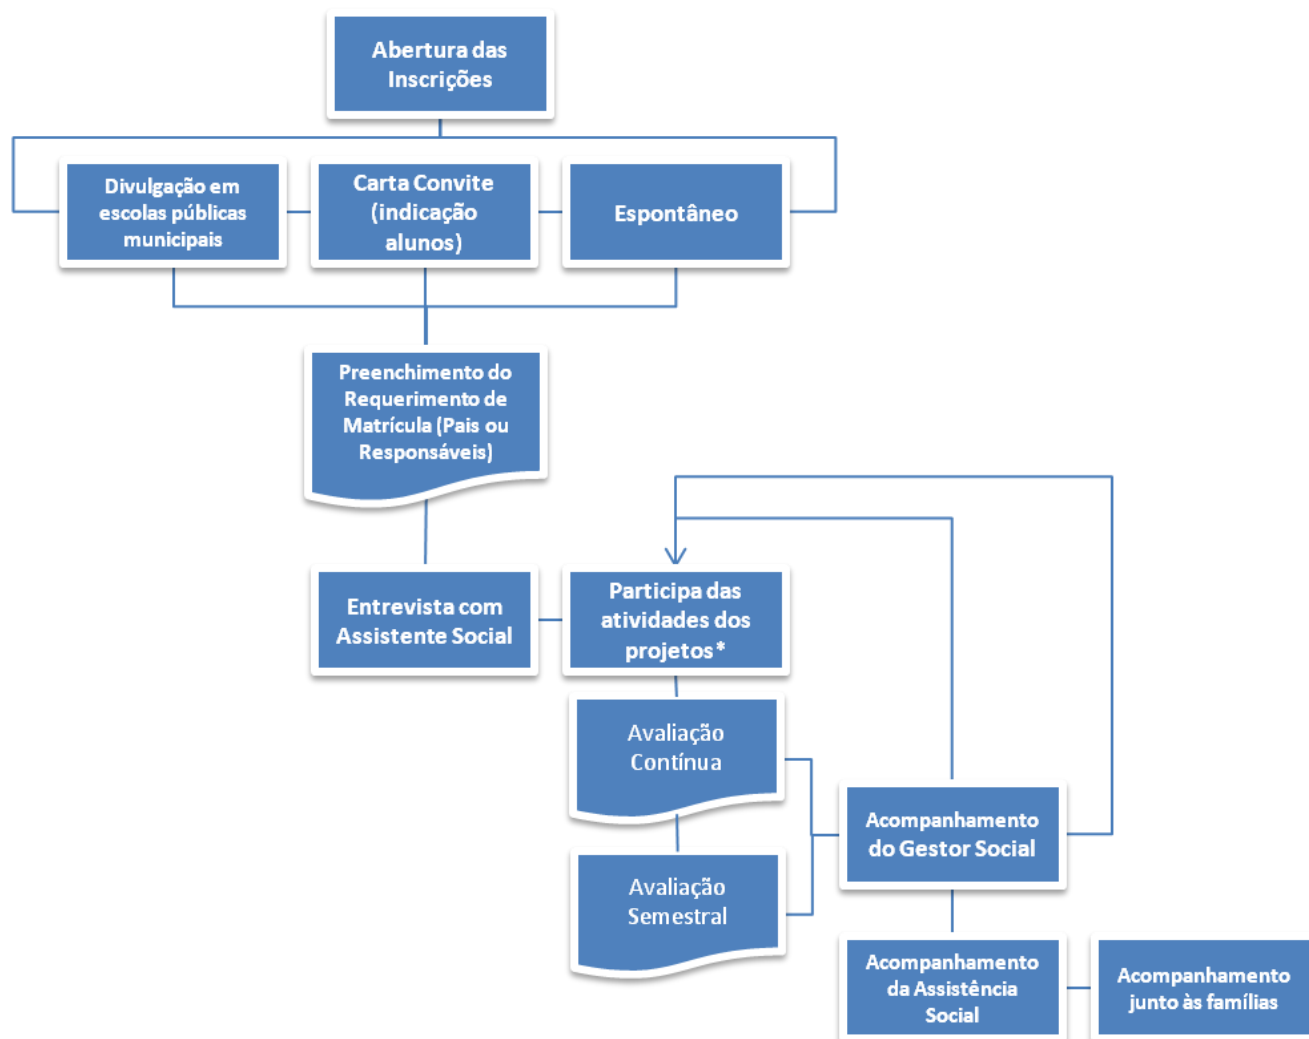 Abertura das
Inscrições
Divulgação em
escolas públicas
municipais
Carta Convite
(indicação
alunos)
Espontâneo
Preenchimento do
Requerimento de
Matrícula (Pais ou
Responsáveis)
Entrevista com
Assistente Social
Participa das
atividades dos
projetos*
Avaliação
Contínua
Avaliação
Semestral
Acompanhamento
do Gestor Social
Acompanhamento
da Assistência
Social
Acompanhamento
junto às famílias